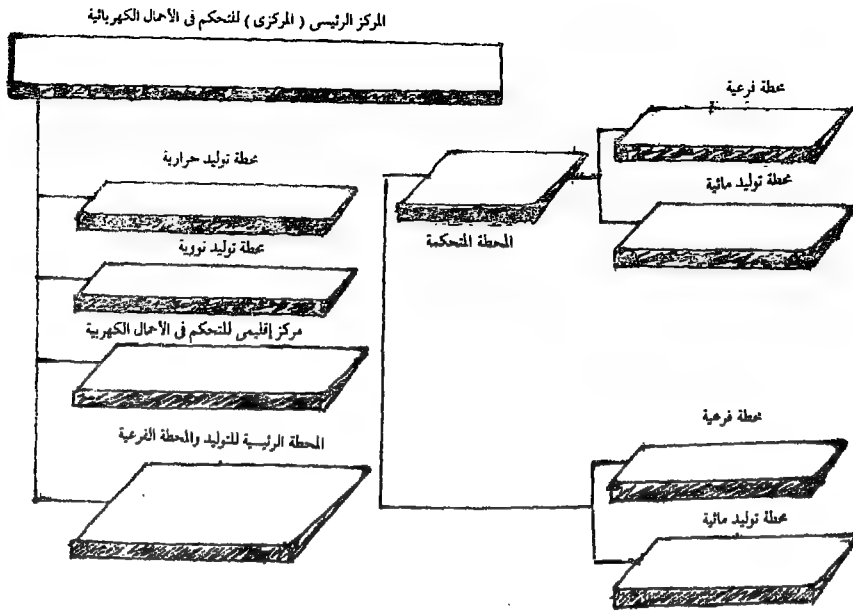 المركز الرئيسى ( المركزى ) للتحكم فى الأحمال الكهربائية
محطة توليد حرارية
محطة توليد نووية
مركز إقليمى للتحكم فى الأحمال الكهربية
المحطة الرئيسية للتوليد والمحطة الفرعية
محطة فرعية
محطة توليد مائية
المحطة المتحكمة
محطة فرعية
محطة توليد مائية